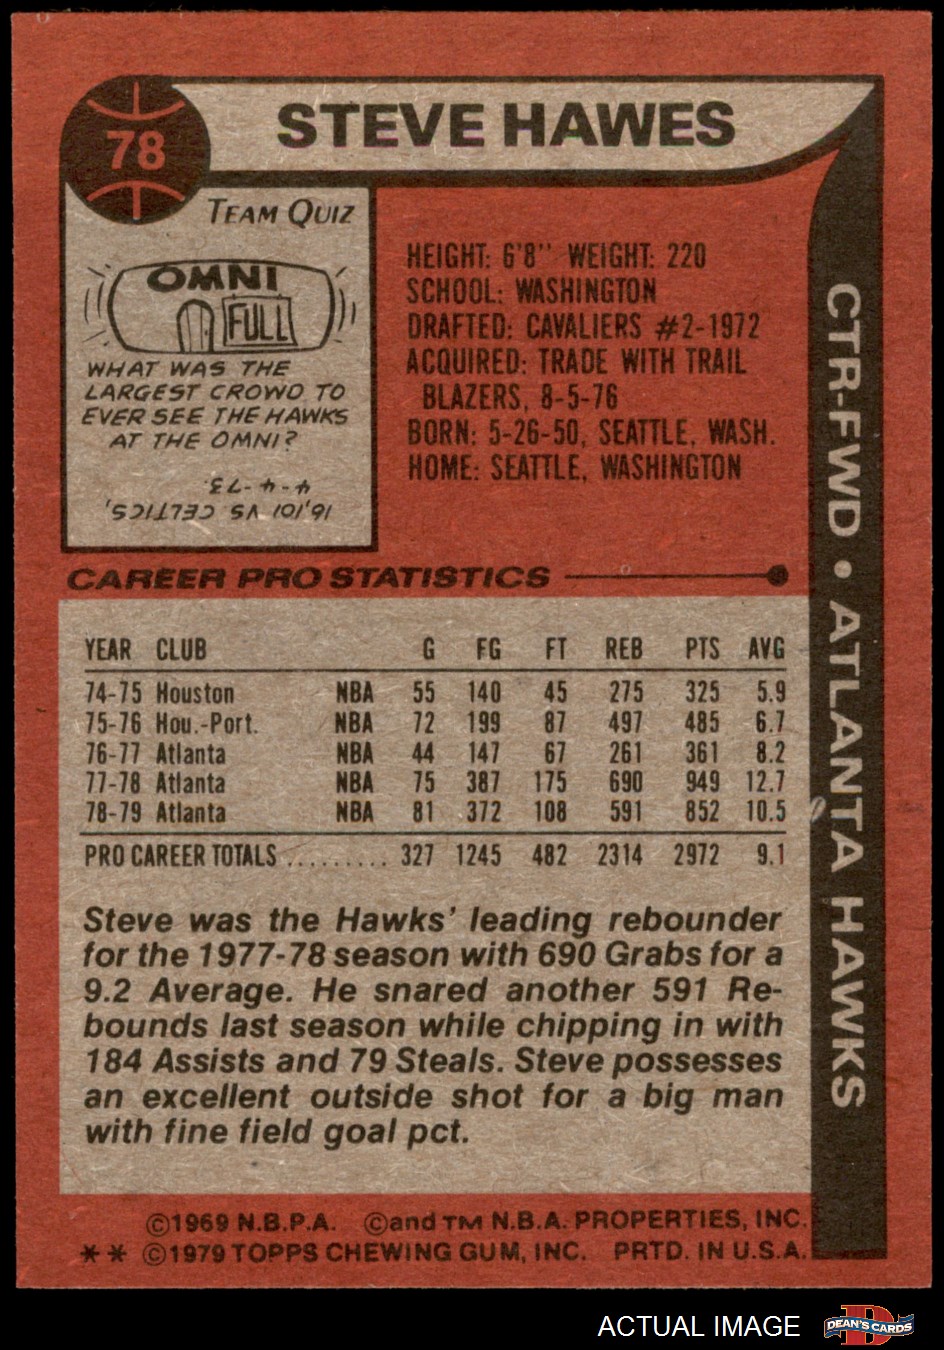 78
STEVE HAWES
TEAM QUIZ
OMNI
FULL
WHAT WAS THE
LARGEST CROWD TO
EVER SEE THE HAWKS
AT THE OMNI?
16,101 VS CELTICS,
4-4-73.
HEIGHT: 6'8" WEIGHT: 220
SCHOOL: WASHINGTON
DRAFTED: CAVALIERS #2-1972
ACQUIRED: TRADE WITH TRAIL
BLAZERS, 8-5-76
BORN: 5-26-50, SEATTLE, WASH.
HOME: SEATTLE, WASHINGTON
CTR-FWD • ATLANTA HAWKS
CAREER PRO STATISTICS
YEAR CLUB G FG FT REB PTS AVG
74-75 Houston NBA 55 140 45 275 325 5.9
75-76 Hou.-Port. NBA 72 199 87 497 485 6.7
76-77 Atlanta NBA 44 147 67 261 361 8.2
77-78 Atlanta NBA 75 387 175 690 949 12.7
78-79 Atlanta NBA 81 372 108 591 852 10.5
PRO CAREER TOTALS ......... 327 1245 482 2314 2972 9.1
Steve was the Hawks' leading rebounder
for the 1977-78 season with 690 Grabs for a
9.2 Average. He snared another 591 Re-
bounds last season while chipping in with
184 Assists and 79 Steals. Steve possesses
an excellent outside shot for a big man
with fine field goal pct.
©1969 N.B.P.A. ©and TM N.B.A. PROPERTIES, INC.
** ©1979 TOPPS CHEWING GUM, INC. PRTD. IN U.S.A.
ACTUAL IMAGE
D
DEAN'S CARDS